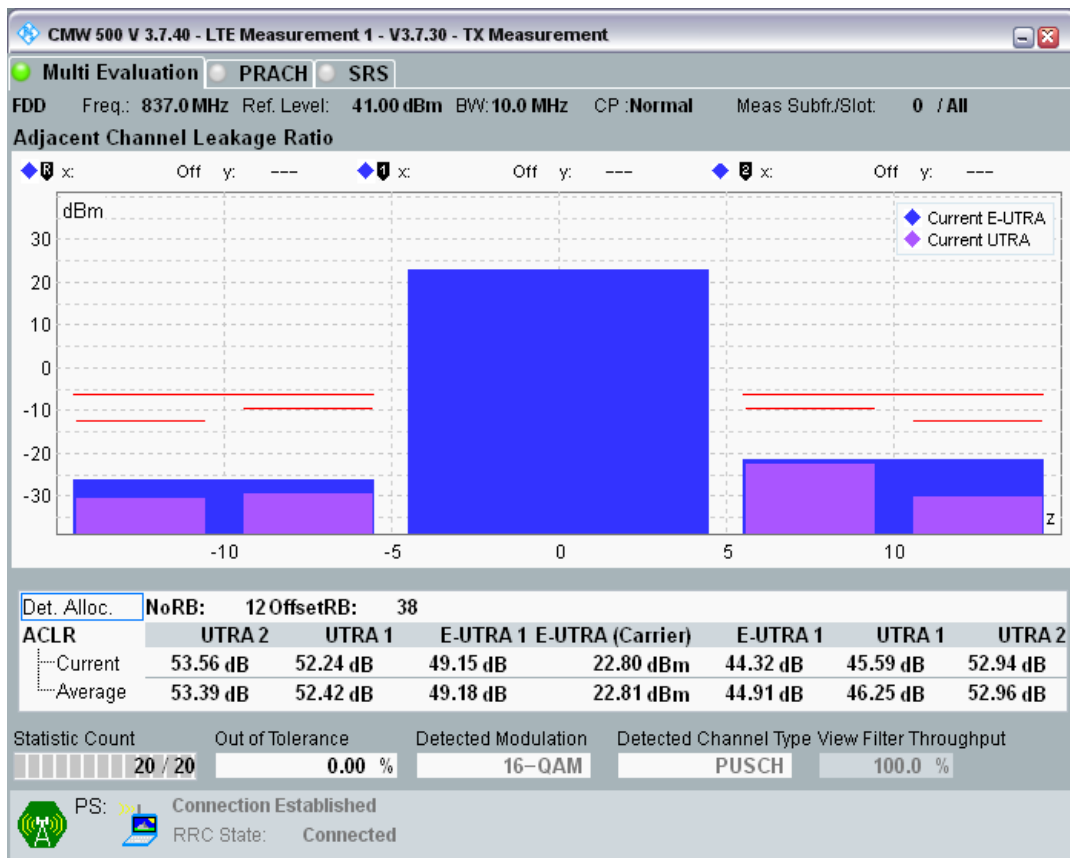 CMW 500 V 3.7.40 - LTE Measurement 1 - V3.7.30 - TX Measurement
Multi Evaluation PRACH SRS
FDD Freq.: 837.0 MHz Ref. Level: 41.00 dBm BW: 10.0 MHz CP :Normal Meas Subfr./Slot: 0 / All
Adjacent Channel Leakage Ratio
R x: Off y: --- 1 x: Off y: --- 2 x: Off y: ---
dBm
Current E-UTRA
Current UTRA
30
20
10
0
-10
-20
-30
z
-10 -5 0 5 10
Det. Alloc. NoRB: 12 OffsetRB: 38
ACLR UTRA 2 UTRA 1 E-UTRA 1 E-UTRA (Carrier) E-UTRA 1 UTRA 1 UTRA 2
Current 53.56 dB 52.24 dB 49.15 dB 22.80 dBm 44.32 dB 45.59 dB 52.94 dB
Average 53.39 dB 52.42 dB 49.18 dB 22.81 dBm 44.91 dB 46.25 dB 52.96 dB
Statistic Count Out of Tolerance Detected Modulation Detected Channel Type View Filter Throughput
20 / 20 0.00 % 16-QAM PUSCH 100.0 %
PS: Connection Established
RRC State: Connected